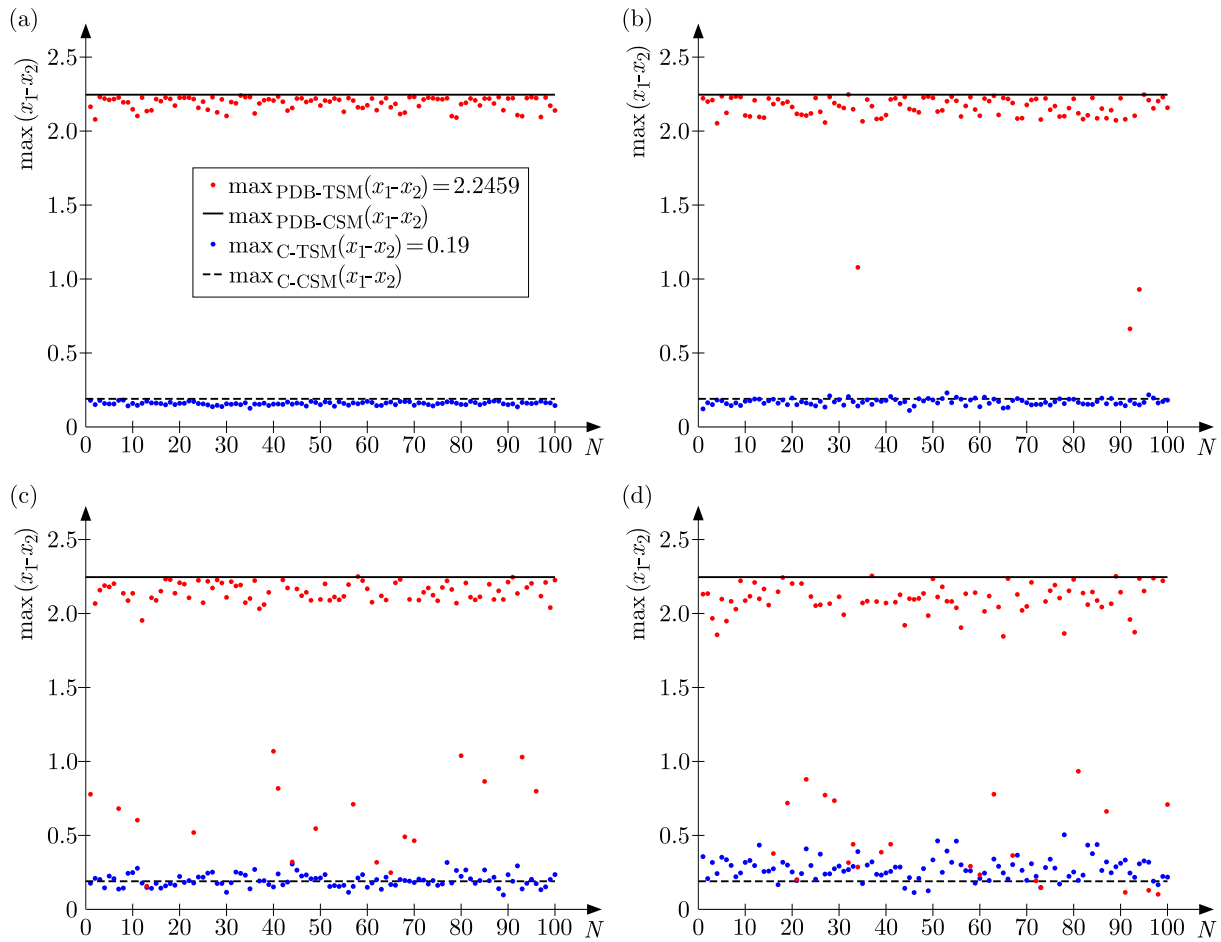 (a)
max (x₁-x₂)
2.5
2.0
1.5
1.0
0.5
0
0 10 20 30 40 50 60 70 80 90 100 N
max PDB-TSM(x₁-x₂)=2.2459
max PDB-CSM(x₁-x₂)
max C-TSM(x₁-x₂)=0.19
max C-CSM(x₁-x₂)
(b)
max (x₁-x₂)
2.5
2.0
1.5
1.0
0.5
0
0 10 20 30 40 50 60 70 80 90 100 N
(c)
max (x₁-x₂)
2.5
2.0
1.5
1.0
0.5
0
0 10 20 30 40 50 60 70 80 90 100 N
(d)
max (x₁-x₂)
2.5
2.0
1.5
1.0
0.5
0
0 10 20 30 40 50 60 70 80 90 100 N